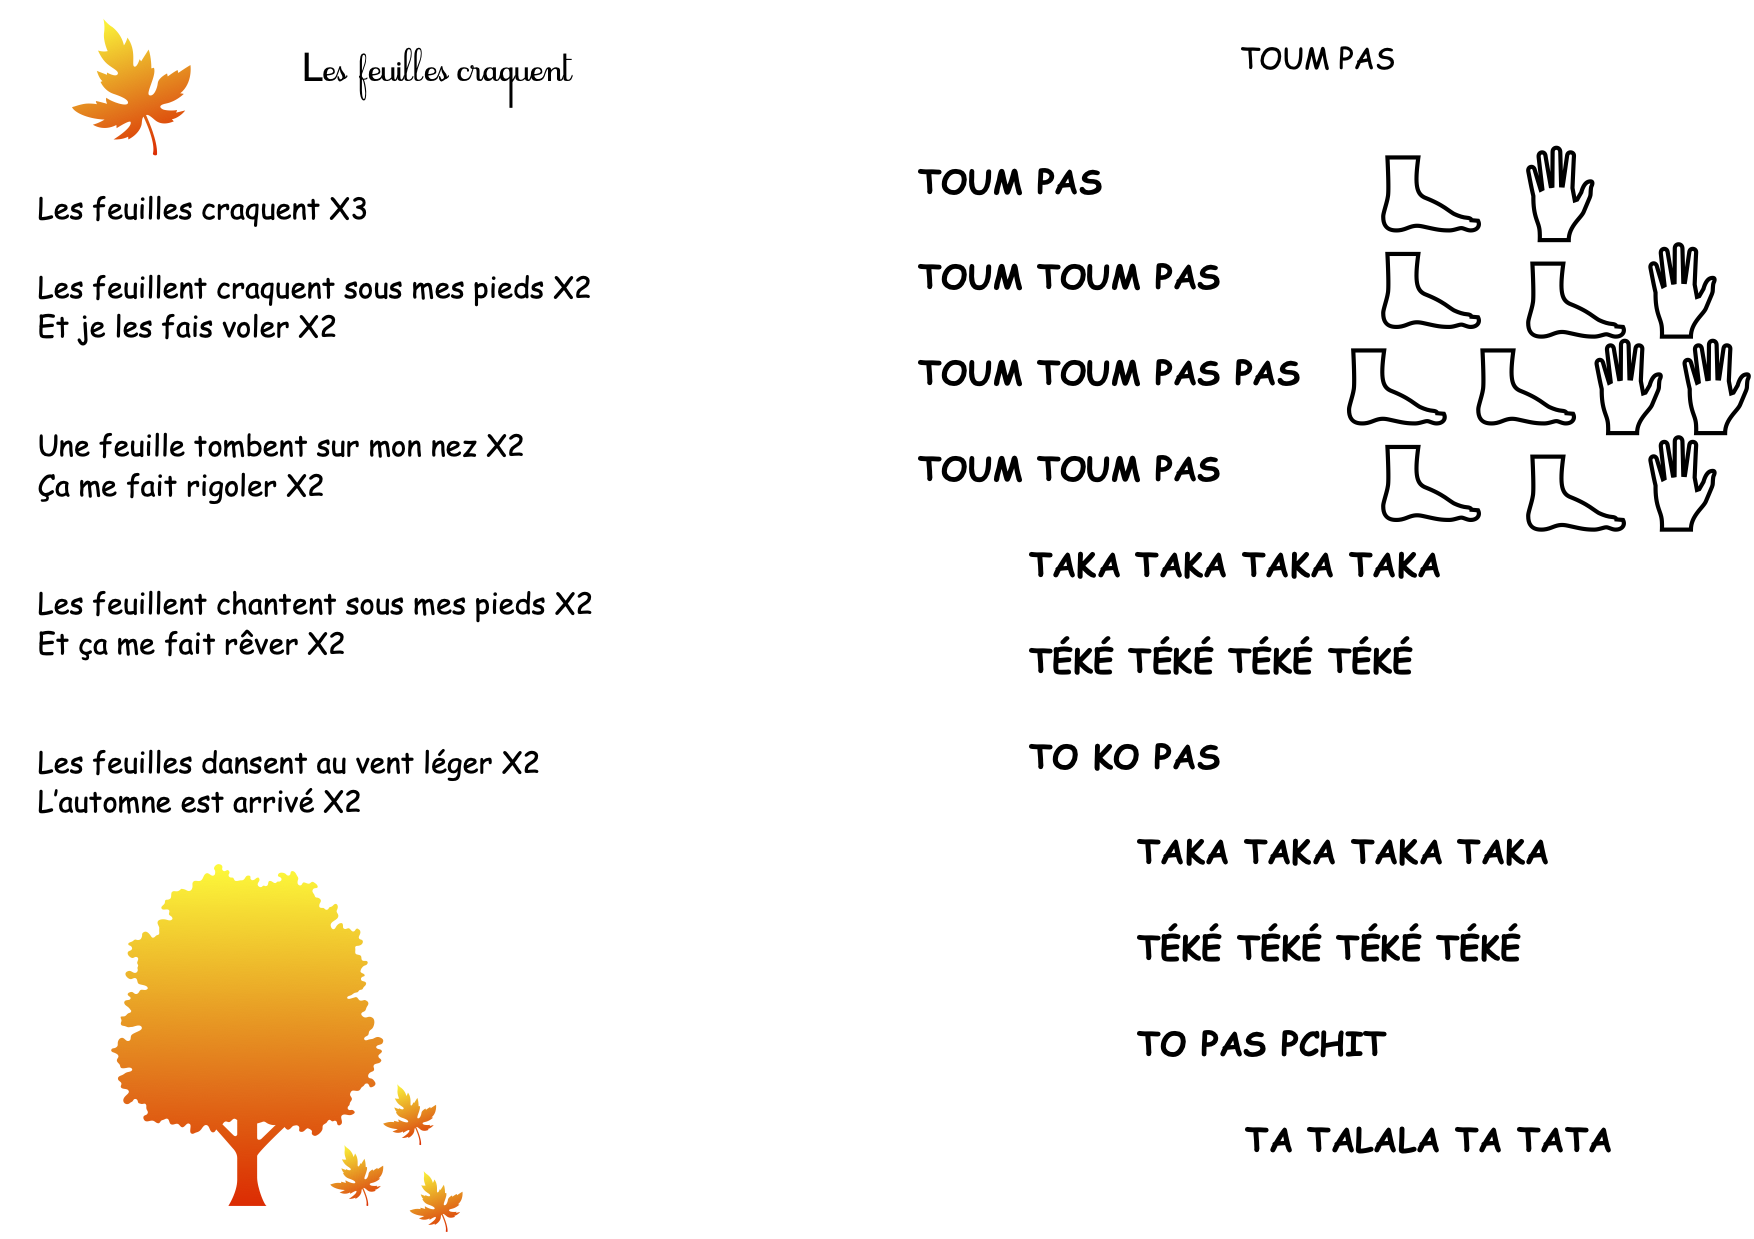 Les feuilles craquent
Les feuilles craquent X3
Les feuillent craquent sous mes pieds X2
Et je les fais voler X2
Une feuille tombent sur mon nez X2
Ça me fait rigoler X2
Les feuillent chantent sous mes pieds X2
Et ça me fait rêver X2
Les feuilles dansent au vent léger X2
L'automne est arrivé X2
TOUM PAS
TOUM PAS
TOUM TOUM PAS
TOUM TOUM PAS PAS
TOUM TOUM PAS
TAKA TAKA TAKA TAKA
TÉKÉ TÉKÉ TÉKÉ TÉKÉ
TO KO PAS
TAKA TAKA TAKA TAKA
TÉKÉ TÉKÉ TÉKÉ TÉKÉ
TO PAS PCHIT
TA TALALA TA TATA